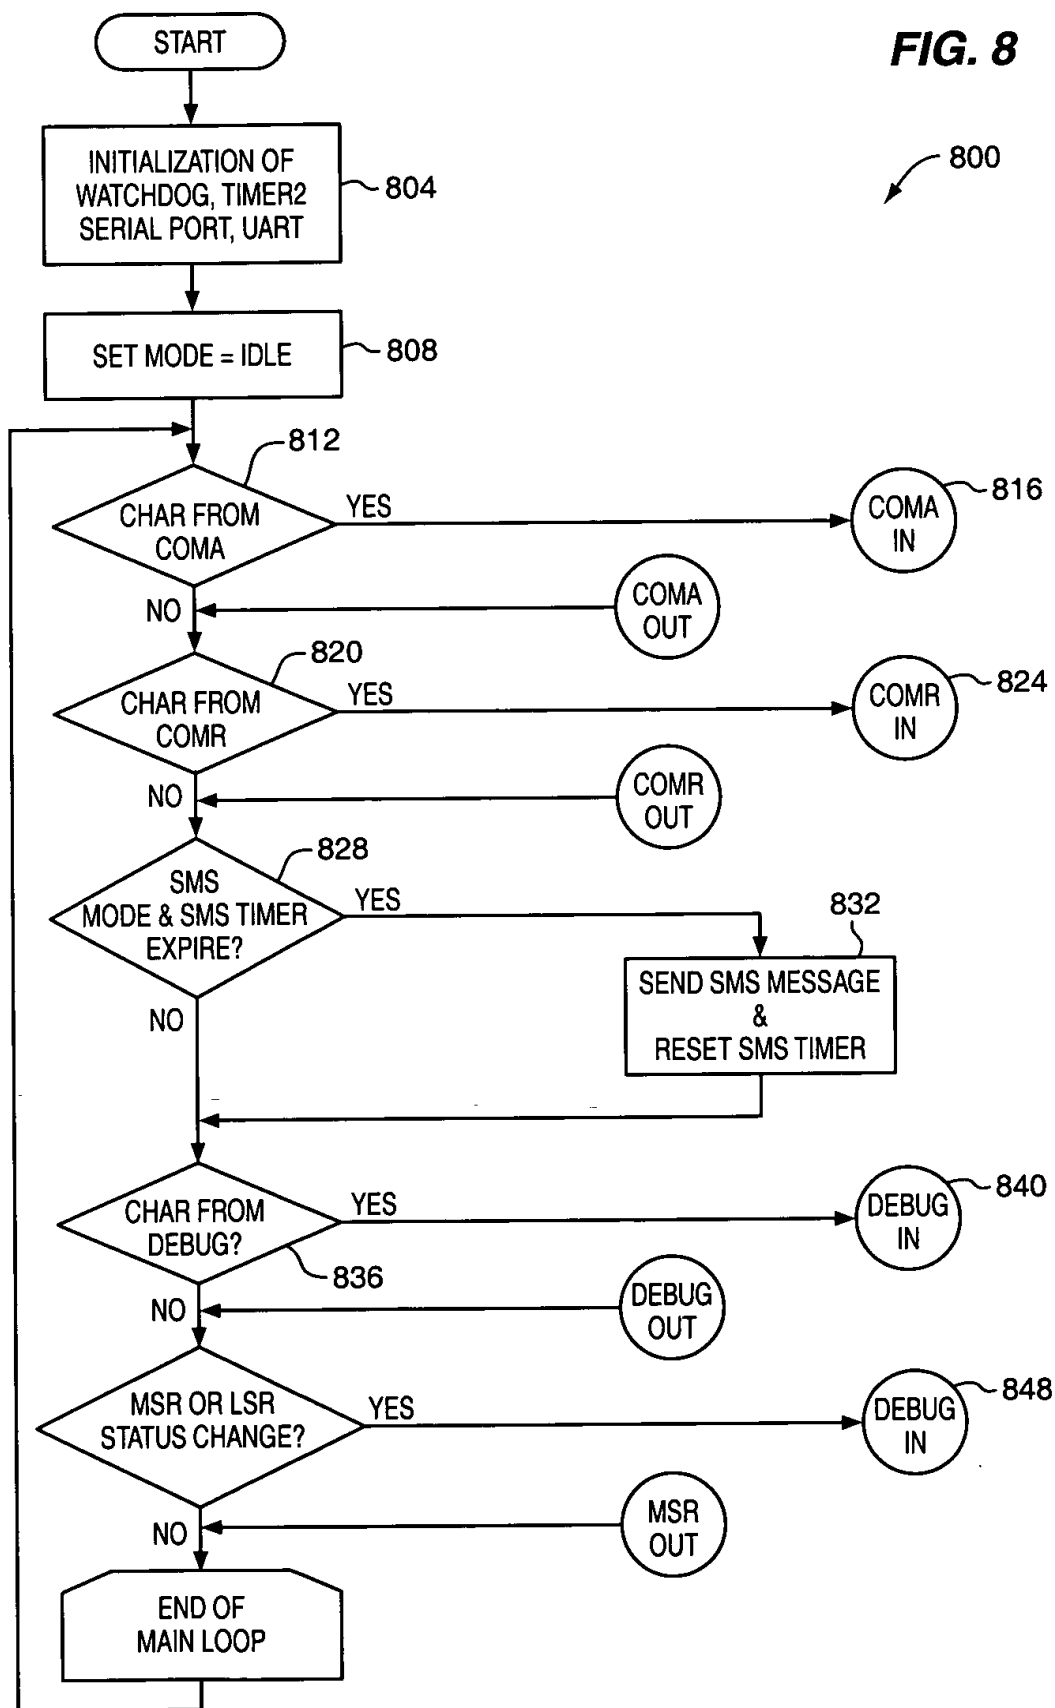 START
FIG. 8
800
INITIALIZATION OF
WATCHDOG, TIMER2
SERIAL PORT, UART
804
SET MODE = IDLE
808
812
CHAR FROM
COMA
YES
COMA
IN
816
NO
COMA
OUT
820
CHAR FROM
COMR
YES
COMR
IN
824
NO
COMR
OUT
828
SMS
MODE & SMS TIMER
EXPIRE?
YES
832
SEND SMS MESSAGE
&
RESET SMS TIMER
NO
CHAR FROM
DEBUG?
YES
836
DEBUG
IN
840
NO
DEBUG
OUT
MSR OR LSR
STATUS CHANGE?
YES
DEBUG
IN
848
NO
MSR
OUT
END OF
MAIN LOOP